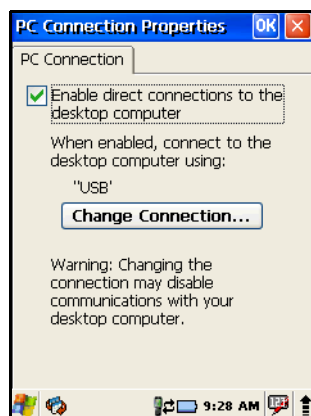 PC Connection Properties OK
PC Connection
Enable direct connections to the
desktop computer
When enabled, connect to the
desktop computer using:
"USB'
Change Connection...
Warning: Changing the
connection may disable
communications with your
desktop computer.
9:28 AM 123